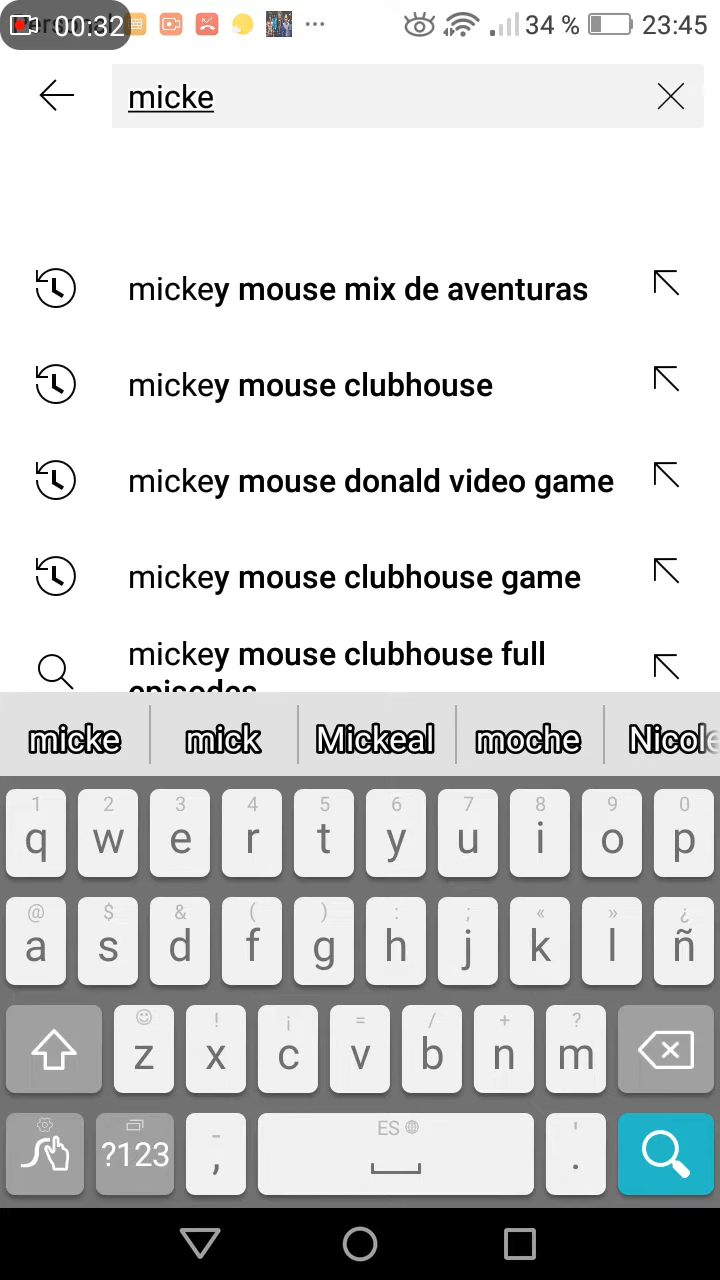 00:32
34 %
23:45
micke
mickey mouse mix de aventuras
mickey mouse clubhouse
mickey mouse donald video game
mickey mouse clubhouse game
mickey mouse clubhouse full
episodes
micke mick Mickeal moche Nicole
1 2 3 4 5 6 7 8 9 0
q w e r t y u i o p
@ $ & ( ) : ; « » ¿
a s d f g h j k l ñ
! ¡ = / + ?
z x c v b n m
ES
?123 , .